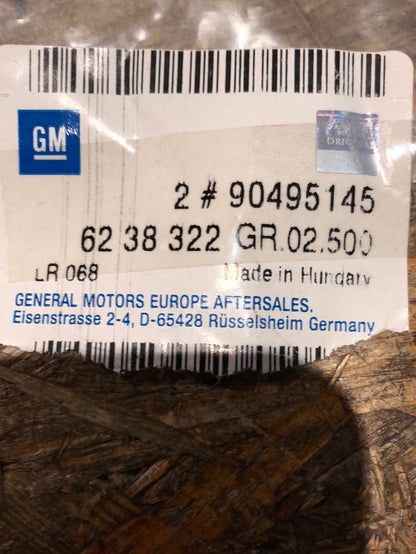 GM
ORIGINAL
2 # 90495145
62 38 322 GR.02.500
LR 068 Made in Hungary
GENERAL MOTORS EUROPE AFTERSALES,
Eisenstrasse 2-4, D-65428 Rüsselsheim Germany